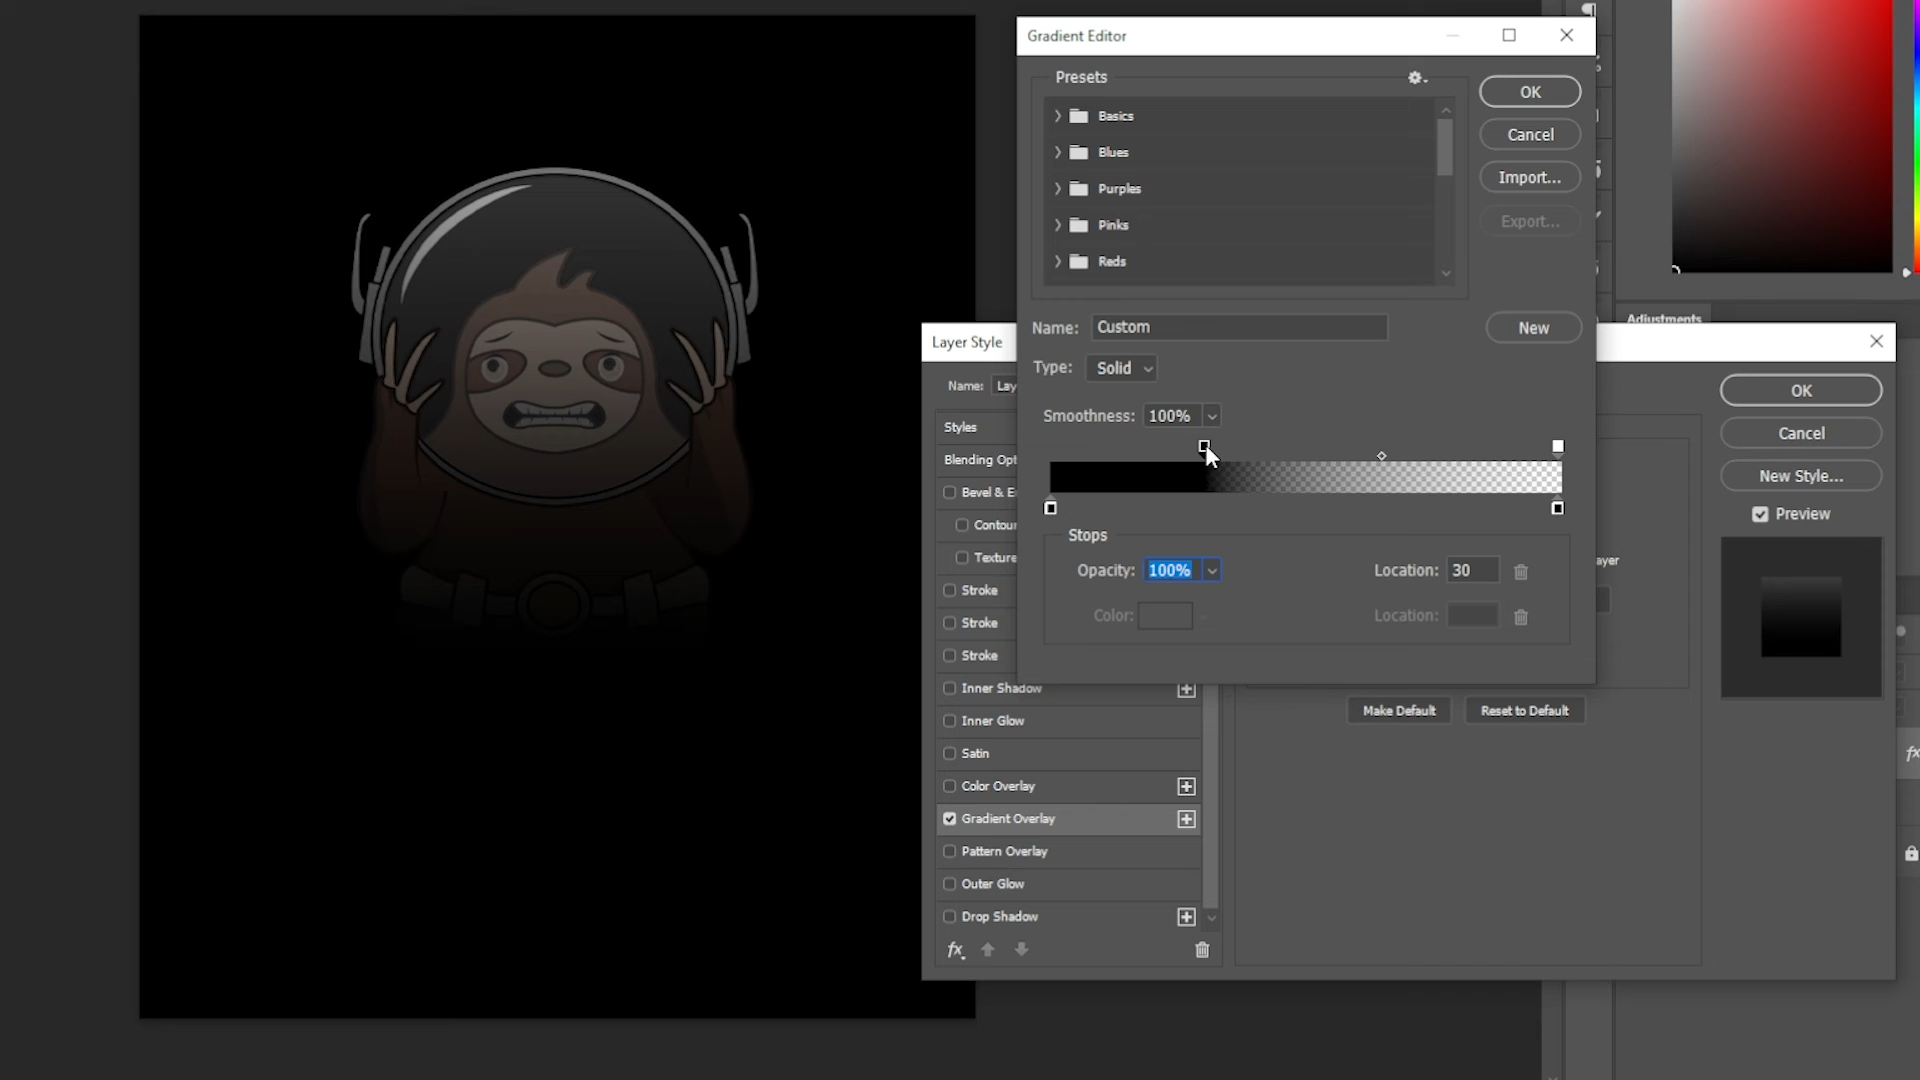 Gradient Editor
Presets
Basics
Blues
Purples
Pinks
Reds
OK
Cancel
Import...
Export...
Name: Custom
New
Type: Solid
Smoothness: 100%
Stops
Opacity: 100%
Location: 30
Color:
Location:
Adjustments
Layer Style
Name: Lay
Styles
Blending Opt
Bevel & E
Contour
Texture
Stroke
Stroke
Stroke
Inner Shadow
Inner Glow
Satin
Color Overlay
Gradient Overlay
Pattern Overlay
Outer Glow
Drop Shadow
fx
ayer
Make Default
Reset to Default
OK
Cancel
New Style...
Preview
fx